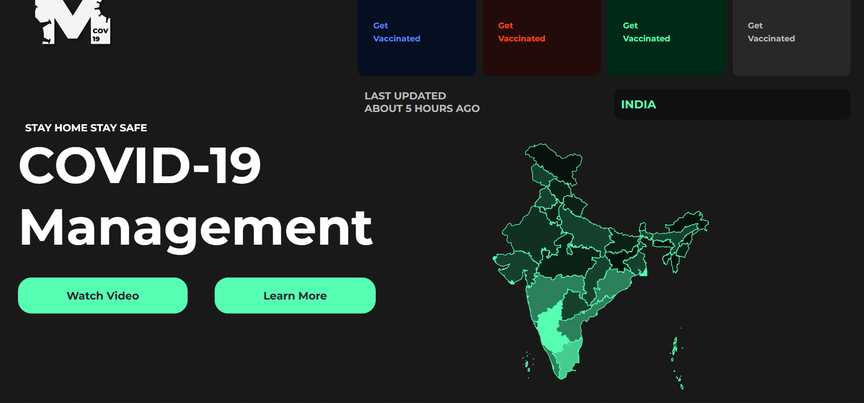 M
COV
19
Get
Vaccinated
Get
Vaccinated
Get
Vaccinated
Get
Vaccinated
LAST UPDATED
ABOUT 5 HOURS AGO
INDIA
STAY HOME STAY SAFE
COVID-19
Management
Watch Video
Learn More